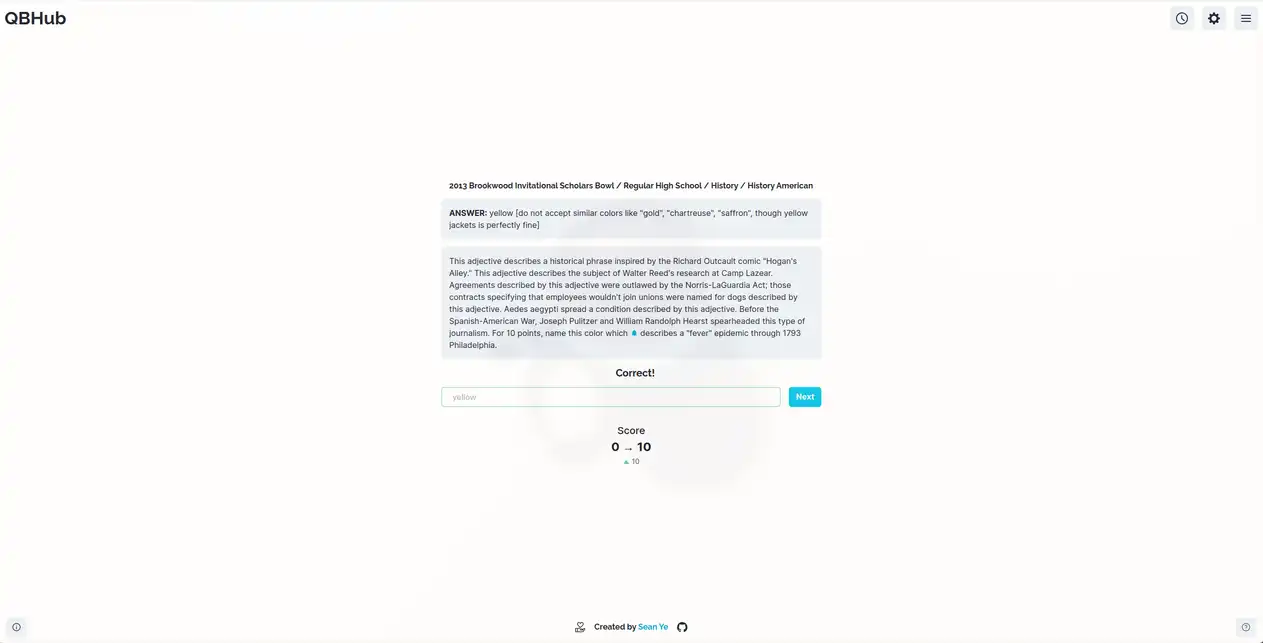 QBHub
2013 Brookwood Invitational Scholars Bowl / Regular High School / History / History American
ANSWER: yellow [do not accept similar colors like "gold", "chartreuse", "saffron", though yellow
jackets is perfectly fine]
This adjective describes a historical phrase inspired by the Richard Outcault comic "Hogan's
Alley." This adjective describes the subject of Walter Reed's research at Camp Lazear.
Agreements described by this adjective were outlawed by the Norris-LaGuardia Act; those
contracts specifying that employees wouldn't join unions were named for dogs described by
this adjective. Aedes aegypti spread a condition described by this adjective. Before the
Spanish-American War, Joseph Pulitzer and William Randolph Hearst spearheaded this type of
journalism. For 10 points, name this color which describes a "fever" epidemic through 1793
Philadelphia.
Correct!
yellow
Next
Score
0 → 10
10
Created by Sean Ye